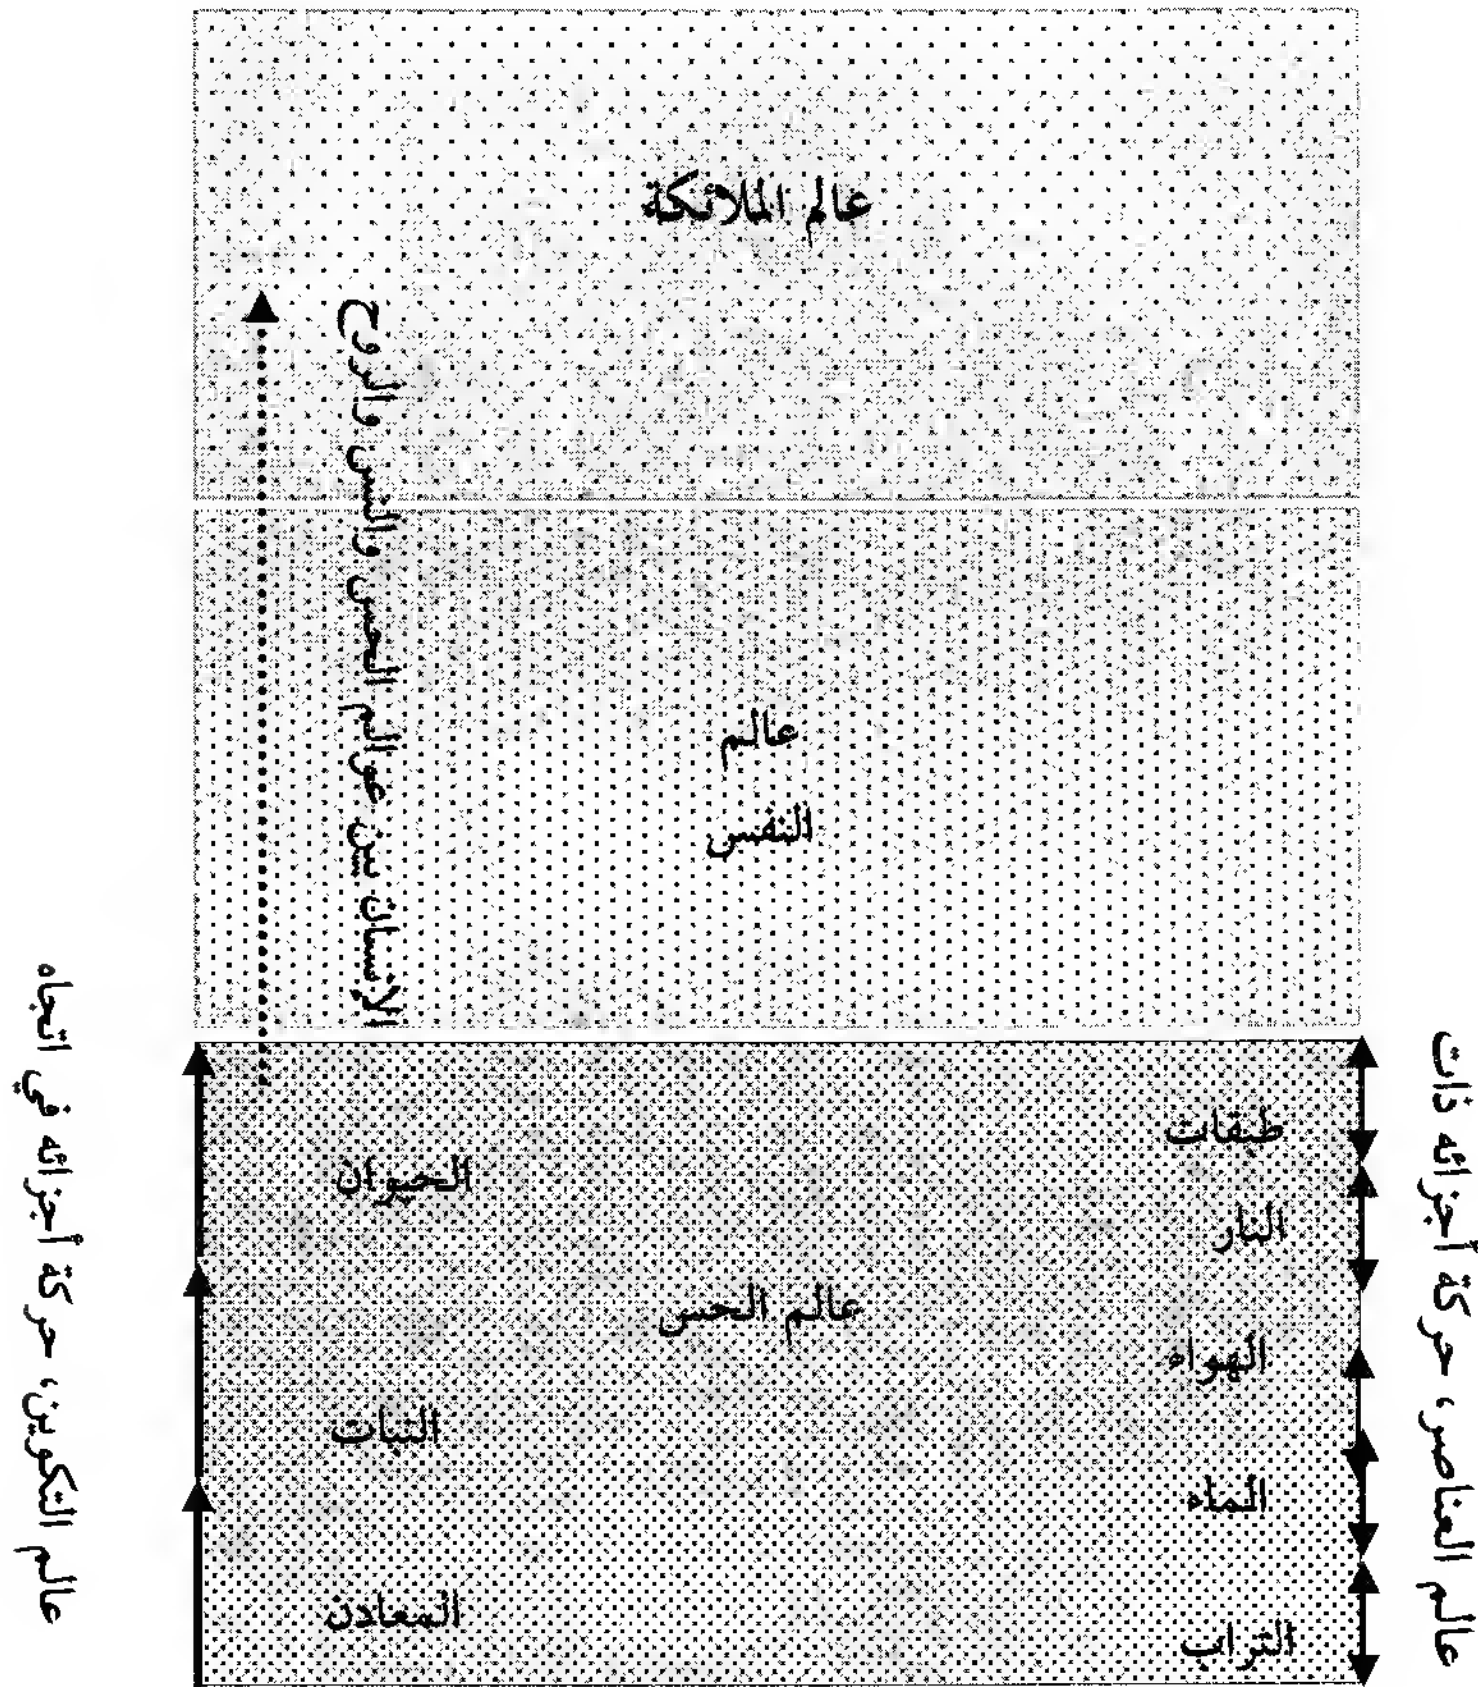 عالم الملائكة
الإنسان بين عوالم الحس والنفس والروح
عالم
النفس
طبقات
الحيوان
النار
عالم الحس
الهواء
النبات
الماء
المعادن
التراب
عالم العناصر، حركة أجزائه ذات
عالم التكوين، حركة أجزائه في اتجاه